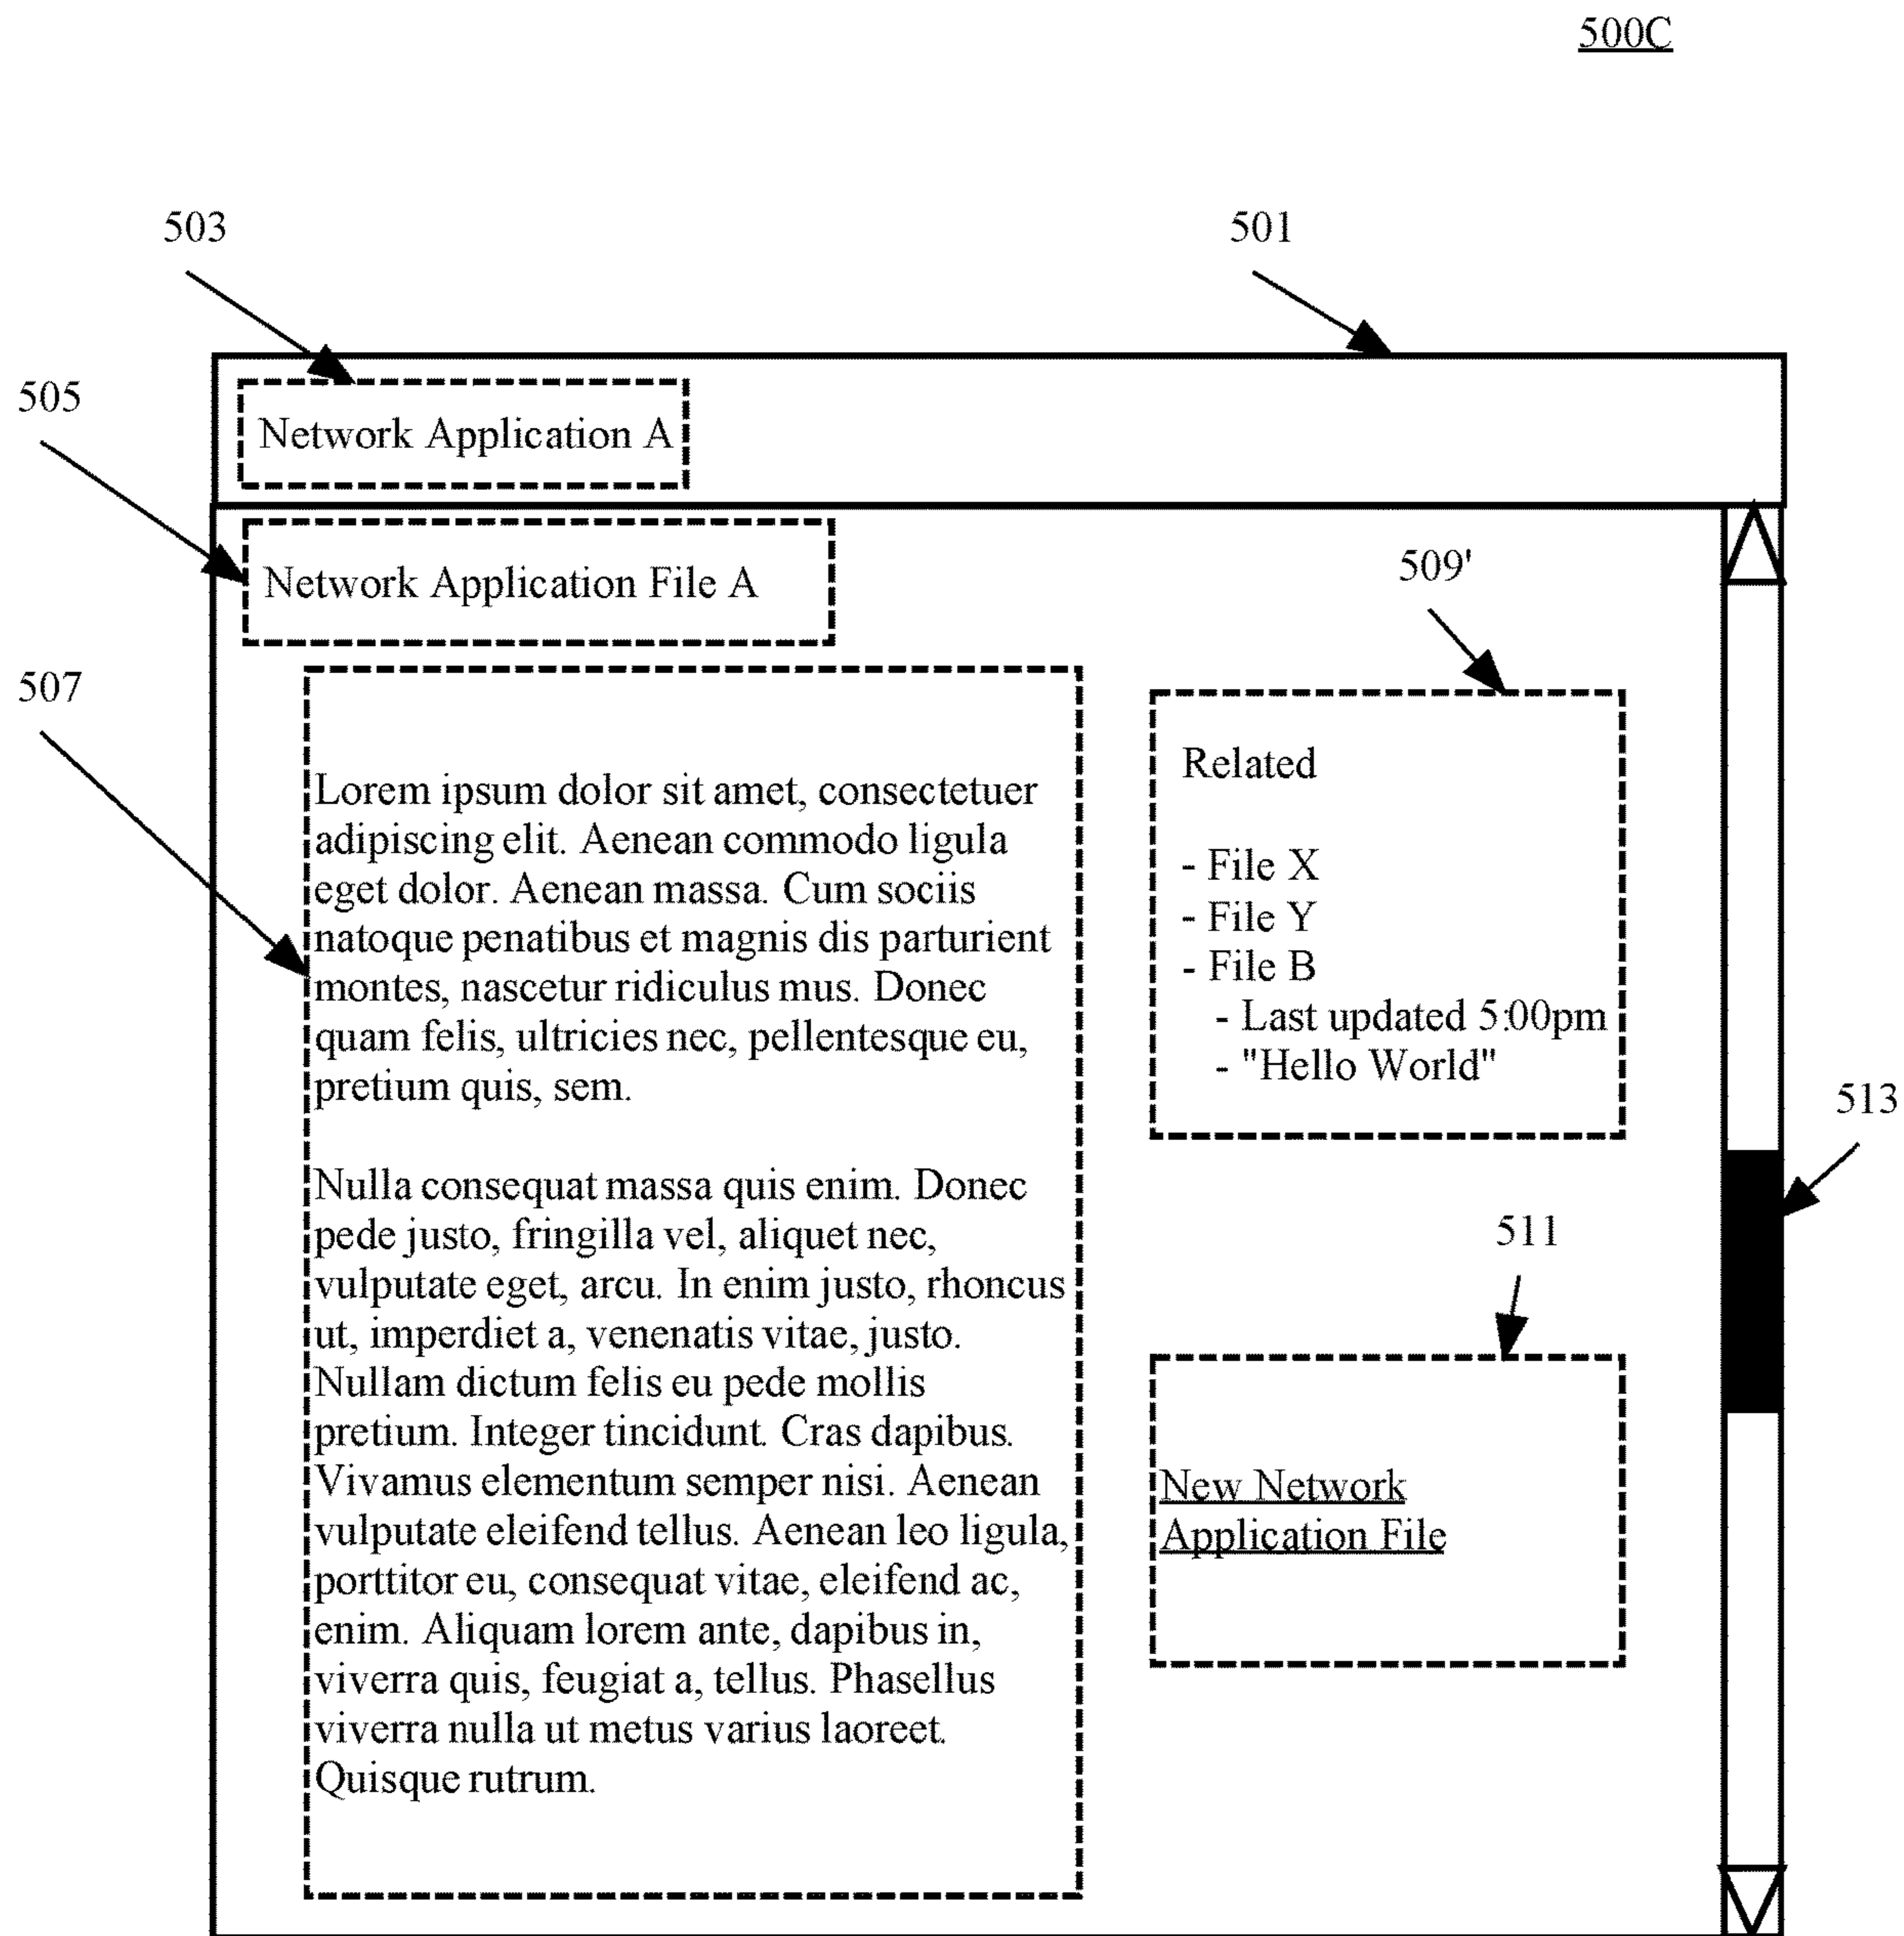 500C
503
501
505
Network Application A
Network Application File A
509'
507
Lorem ipsum dolor sit amet, consectetuer
adipiscing elit. Aenean commodo ligula
eget dolor. Aenean massa. Cum sociis
natoque penatibus et magnis dis parturient
montes, nascetur ridiculus mus. Donec
quam felis, ultricies nec, pellentesque eu,
pretium quis, sem.
Nulla consequat massa quis enim. Donec
pede justo, fringilla vel, aliquet nec,
vulputate eget, arcu. In enim justo, rhoncus
ut, imperdiet a, venenatis vitae, justo.
Nullam dictum felis eu pede mollis
pretium. Integer tincidunt. Cras dapibus.
Vivamus elementum semper nisi. Aenean
vulputate eleifend tellus. Aenean leo ligula,
porttitor eu, consequat vitae, eleifend ac,
enim. Aliquam lorem ante, dapibus in,
viverra quis, feugiat a, tellus. Phasellus
viverra nulla ut metus varius laoreet.
Quisque rutrum.
Related
- File X
- File Y
- File B
- Last updated 5:00pm
- "Hello World"
513
511
New Network
Application File